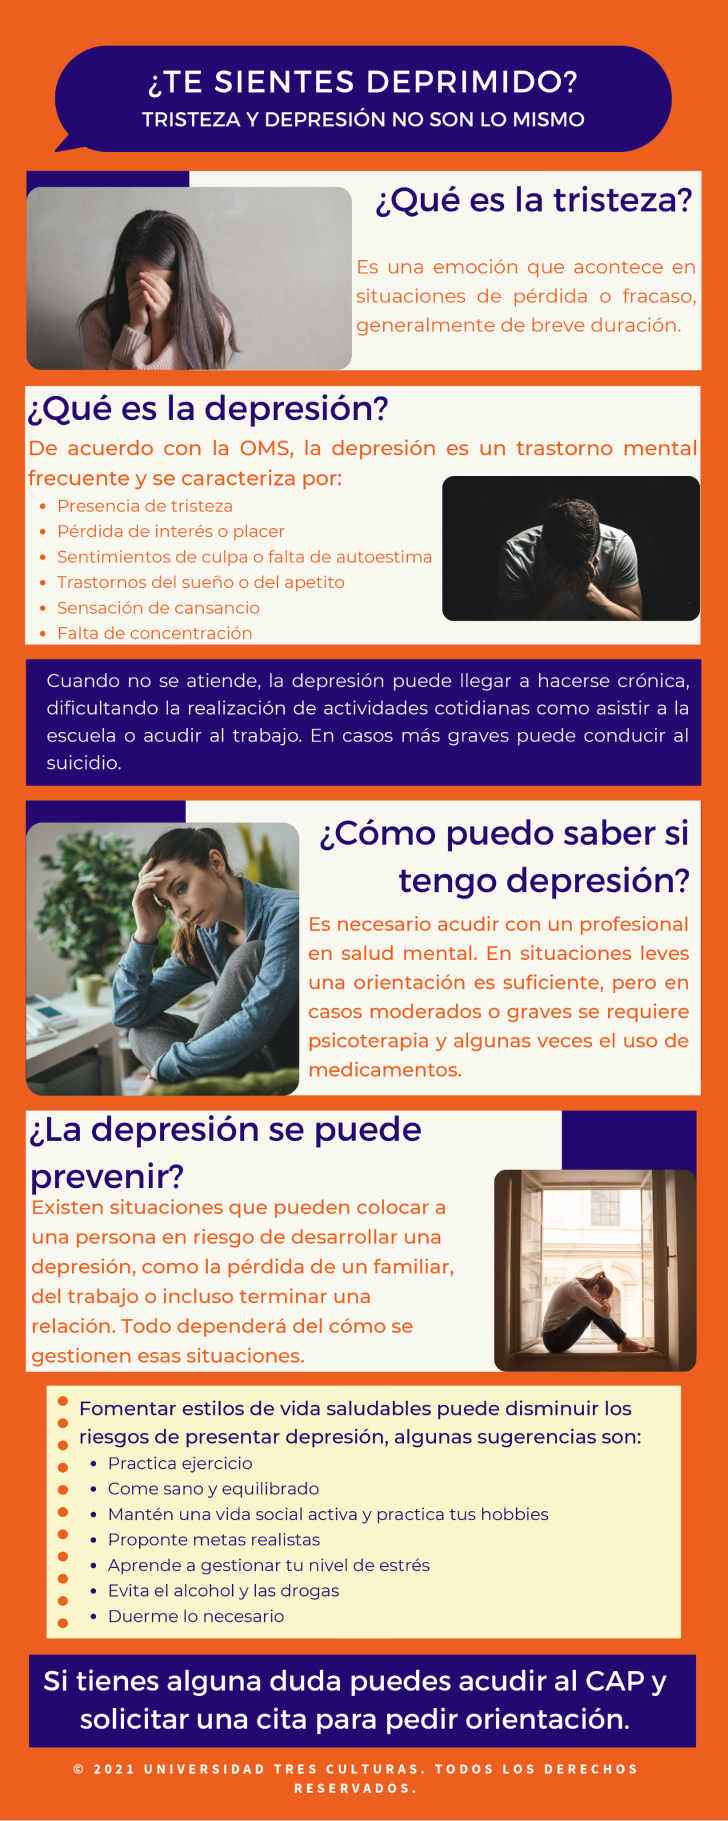 ¿TE SIENTES DEPRIMIDO?
TRISTEZA Y DEPRESIÓN NO SON LO MISMO
¿Qué es la tristeza?
Es una emoción que acontece en
situaciones de pérdida o fracaso,
generalmente de breve duración.
¿Qué es la depresión?
De acuerdo con la OMS, la depresión es un trastorno mental
frecuente y se caracteriza por:
• Presencia de tristeza
• Pérdida de interés o placer
• Sentimientos de culpa o falta de autoestima
• Trastornos del sueño o del apetito
• Sensación de cansancio
• Falta de concentración
Cuando no se atiende, la depresión puede llegar a hacerse crónica,
dificultando la realización de actividades cotidianas como asistir a la
escuela o acudir al trabajo. En casos más graves puede conducir al
suicidio.
¿Cómo puedo saber si
tengo depresión?
Es necesario acudir con un profesional
en salud mental. En situaciones leves
una orientación es suficiente, pero en
casos moderados o graves se requiere
psicoterapia y algunas veces el uso de
medicamentos.
¿La depresión se puede
prevenir?
Existen situaciones que pueden colocar a
una persona en riesgo de desarrollar una
depresión, como la pérdida de un familiar,
del trabajo o incluso terminar una
relación. Todo dependerá del cómo se
gestionen esas situaciones.
Fomentar estilos de vida saludables puede disminuir los
riesgos de presentar depresión, algunas sugerencias son:
• Practica ejercicio
• Come sano y equilibrado
• Mantén una vida social activa y practica tus hobbies
• Proponte metas realistas
• Aprende a gestionar tu nivel de estrés
• Evita el alcohol y las drogas
• Duerme lo necesario
Si tienes alguna duda puedes acudir al CAP y
solicitar una cita para pedir orientación.
© 2021 UNIVERSIDAD TRES CULTURAS. TODOS LOS DERECHOS
RESERVADOS.